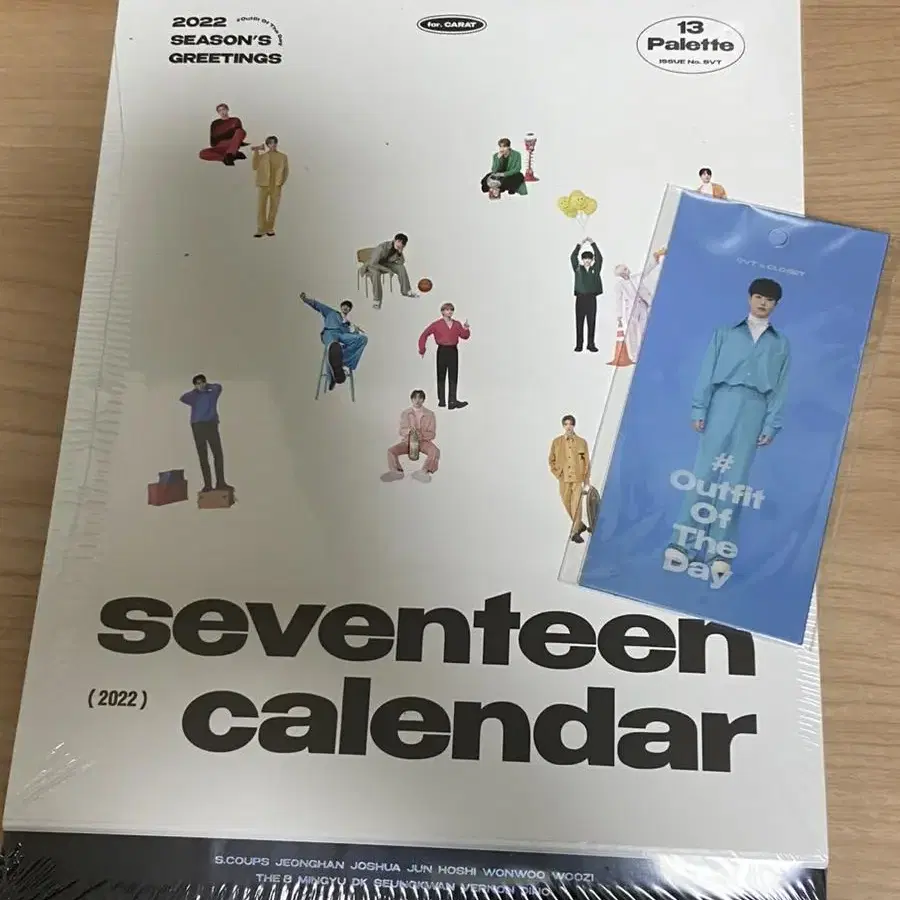 2022
SEASON'S
GREETINGS
#Outfit Of The Day
for. CARAT
13
Palette
ISSUE No. SVT
SVT's CLOSET
#
Outfit
Of
The
Day
seventeen
(2022)
calendar
S.COUPS JEONGHAN JOSHUA JUN HOSHI WONWOO WOOZI
THE 8 MINGYU DK SEUNGKWAN VERNON DINO